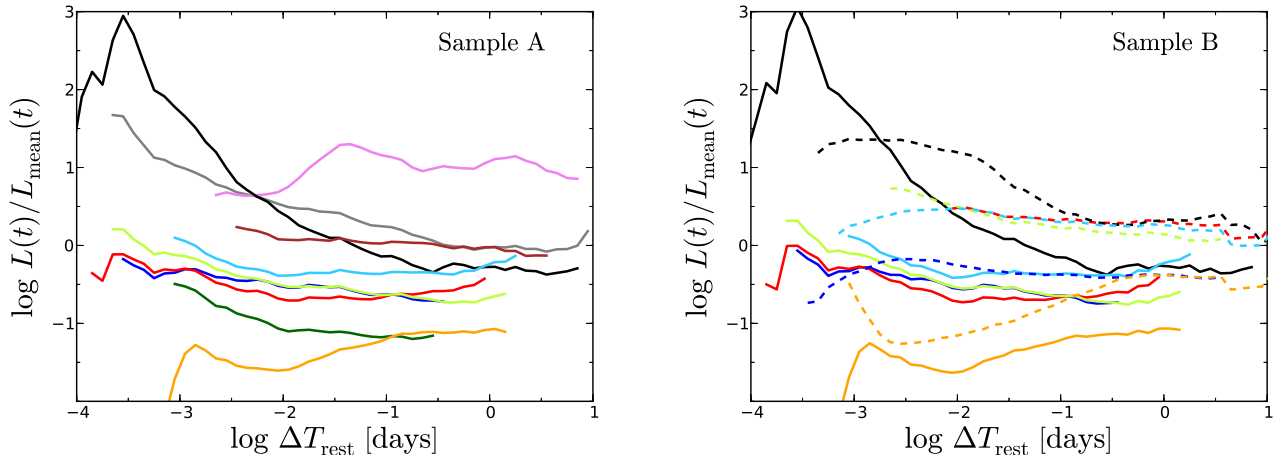 Sample A
log L(t)/L_mean(t)
3
2
1
0
−1
−4 −3 −2 −1 0 1
log ΔT_rest [days]
Sample B
log L(t)/L_mean(t)
3
2
1
0
−1
−4 −3 −2 −1 0 1
log ΔT_rest [days]